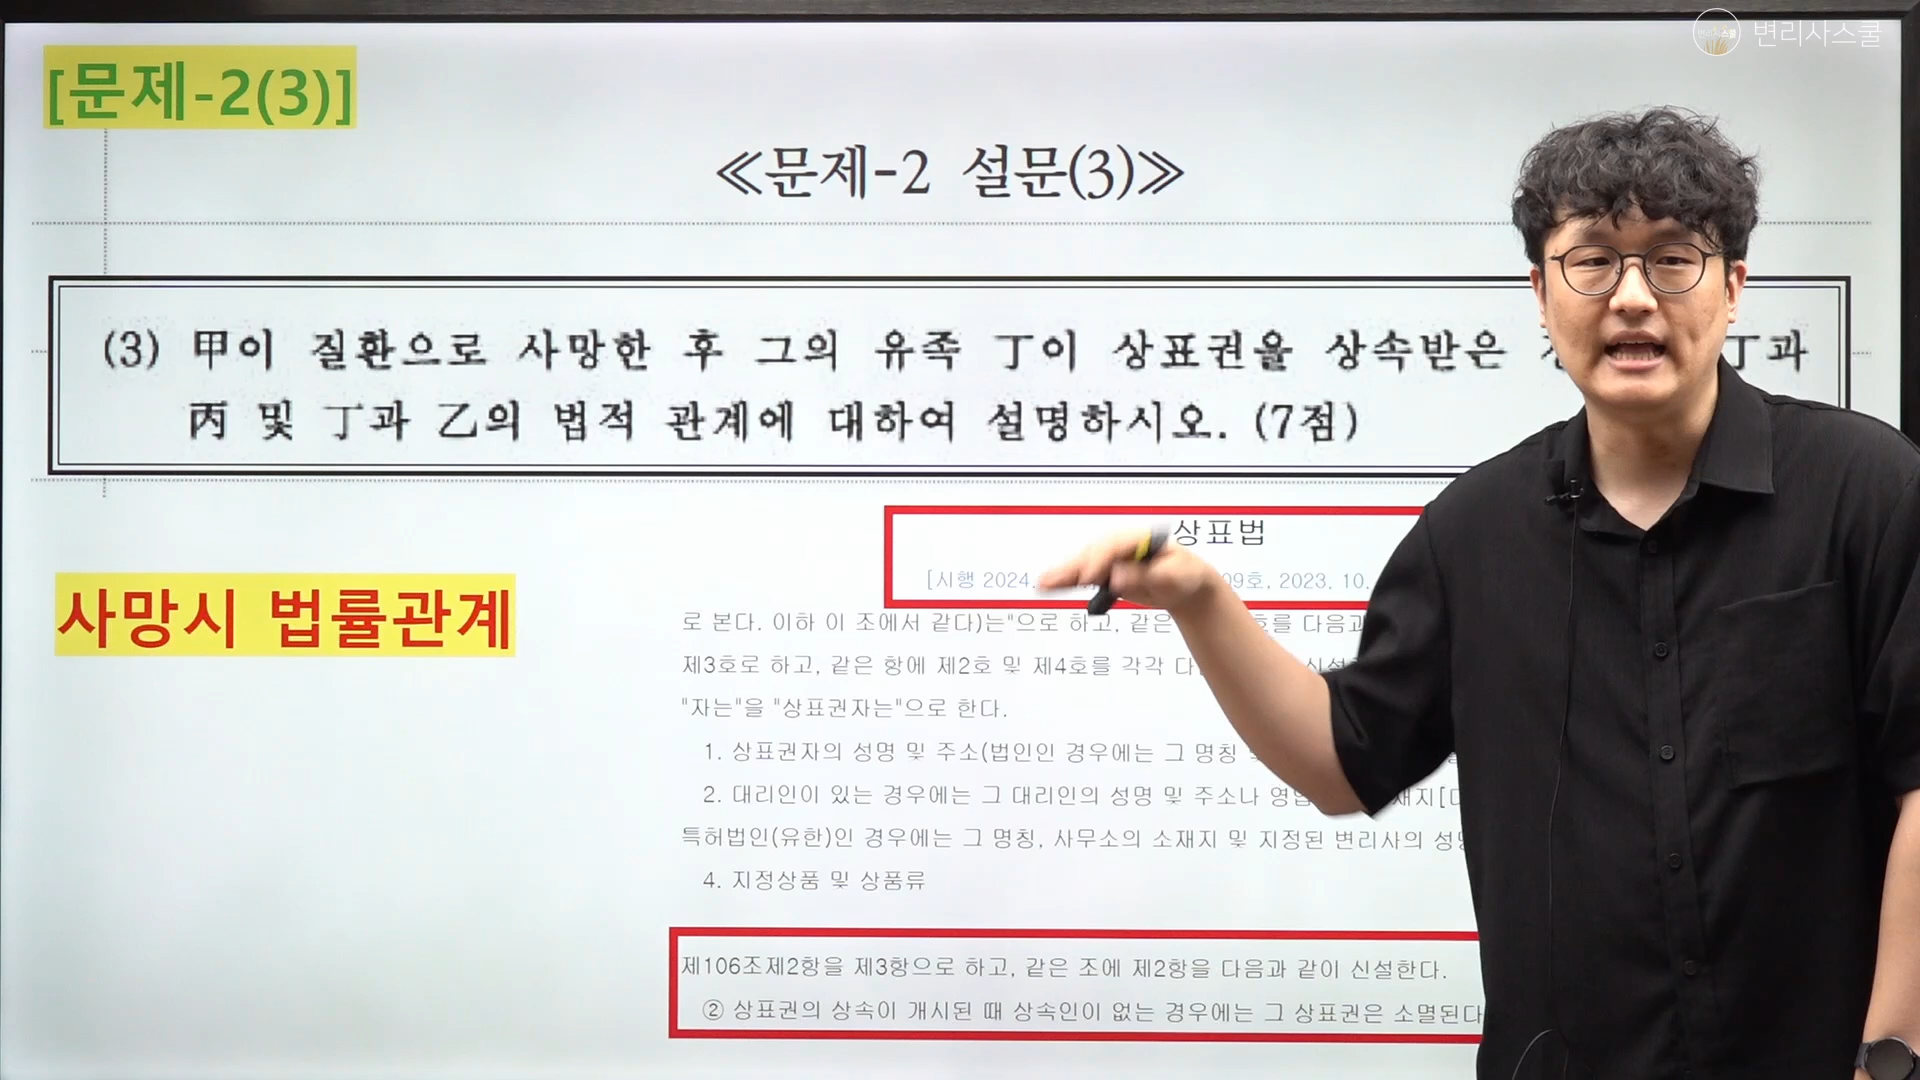 변리사스쿨
[문제-2(3)]
≪문제-2 설문(3)≫
(3) 甲이 질환으로 사망한 후 그의 유족 丁이 상표권을 상속받은 丁과
丙 및 丁과 乙의 법적 관계에 대하여 설명하시오. (7점)
사망시 법률관계
상표법
[시행 2024. 09호, 2023. 10.
로 본다. 이하 이 조에서 같다)는"으로 하고, 같은 호를 다음과
제3호로 하고, 같은 항에 제2호 및 제4호를 각각
"자는"을 "상표권자는"으로 한다.
1. 상표권자의 성명 및 주소(법인인 경우에는 그 명칭
2. 대리인이 있는 경우에는 그 대리인의 성명 및 주소나
특허법인(유한)인 경우에는 그 명칭, 사무소의 소재지 및 지정된 변리사의
4. 지정상품 및 상품류
제106조제2항을 제3항으로 하고, 같은 조에 제2항을 다음과 같이 신설한다.
② 상표권의 상속이 개시된 때 상속인이 없는 경우에는 그 상표권은 소멸된다